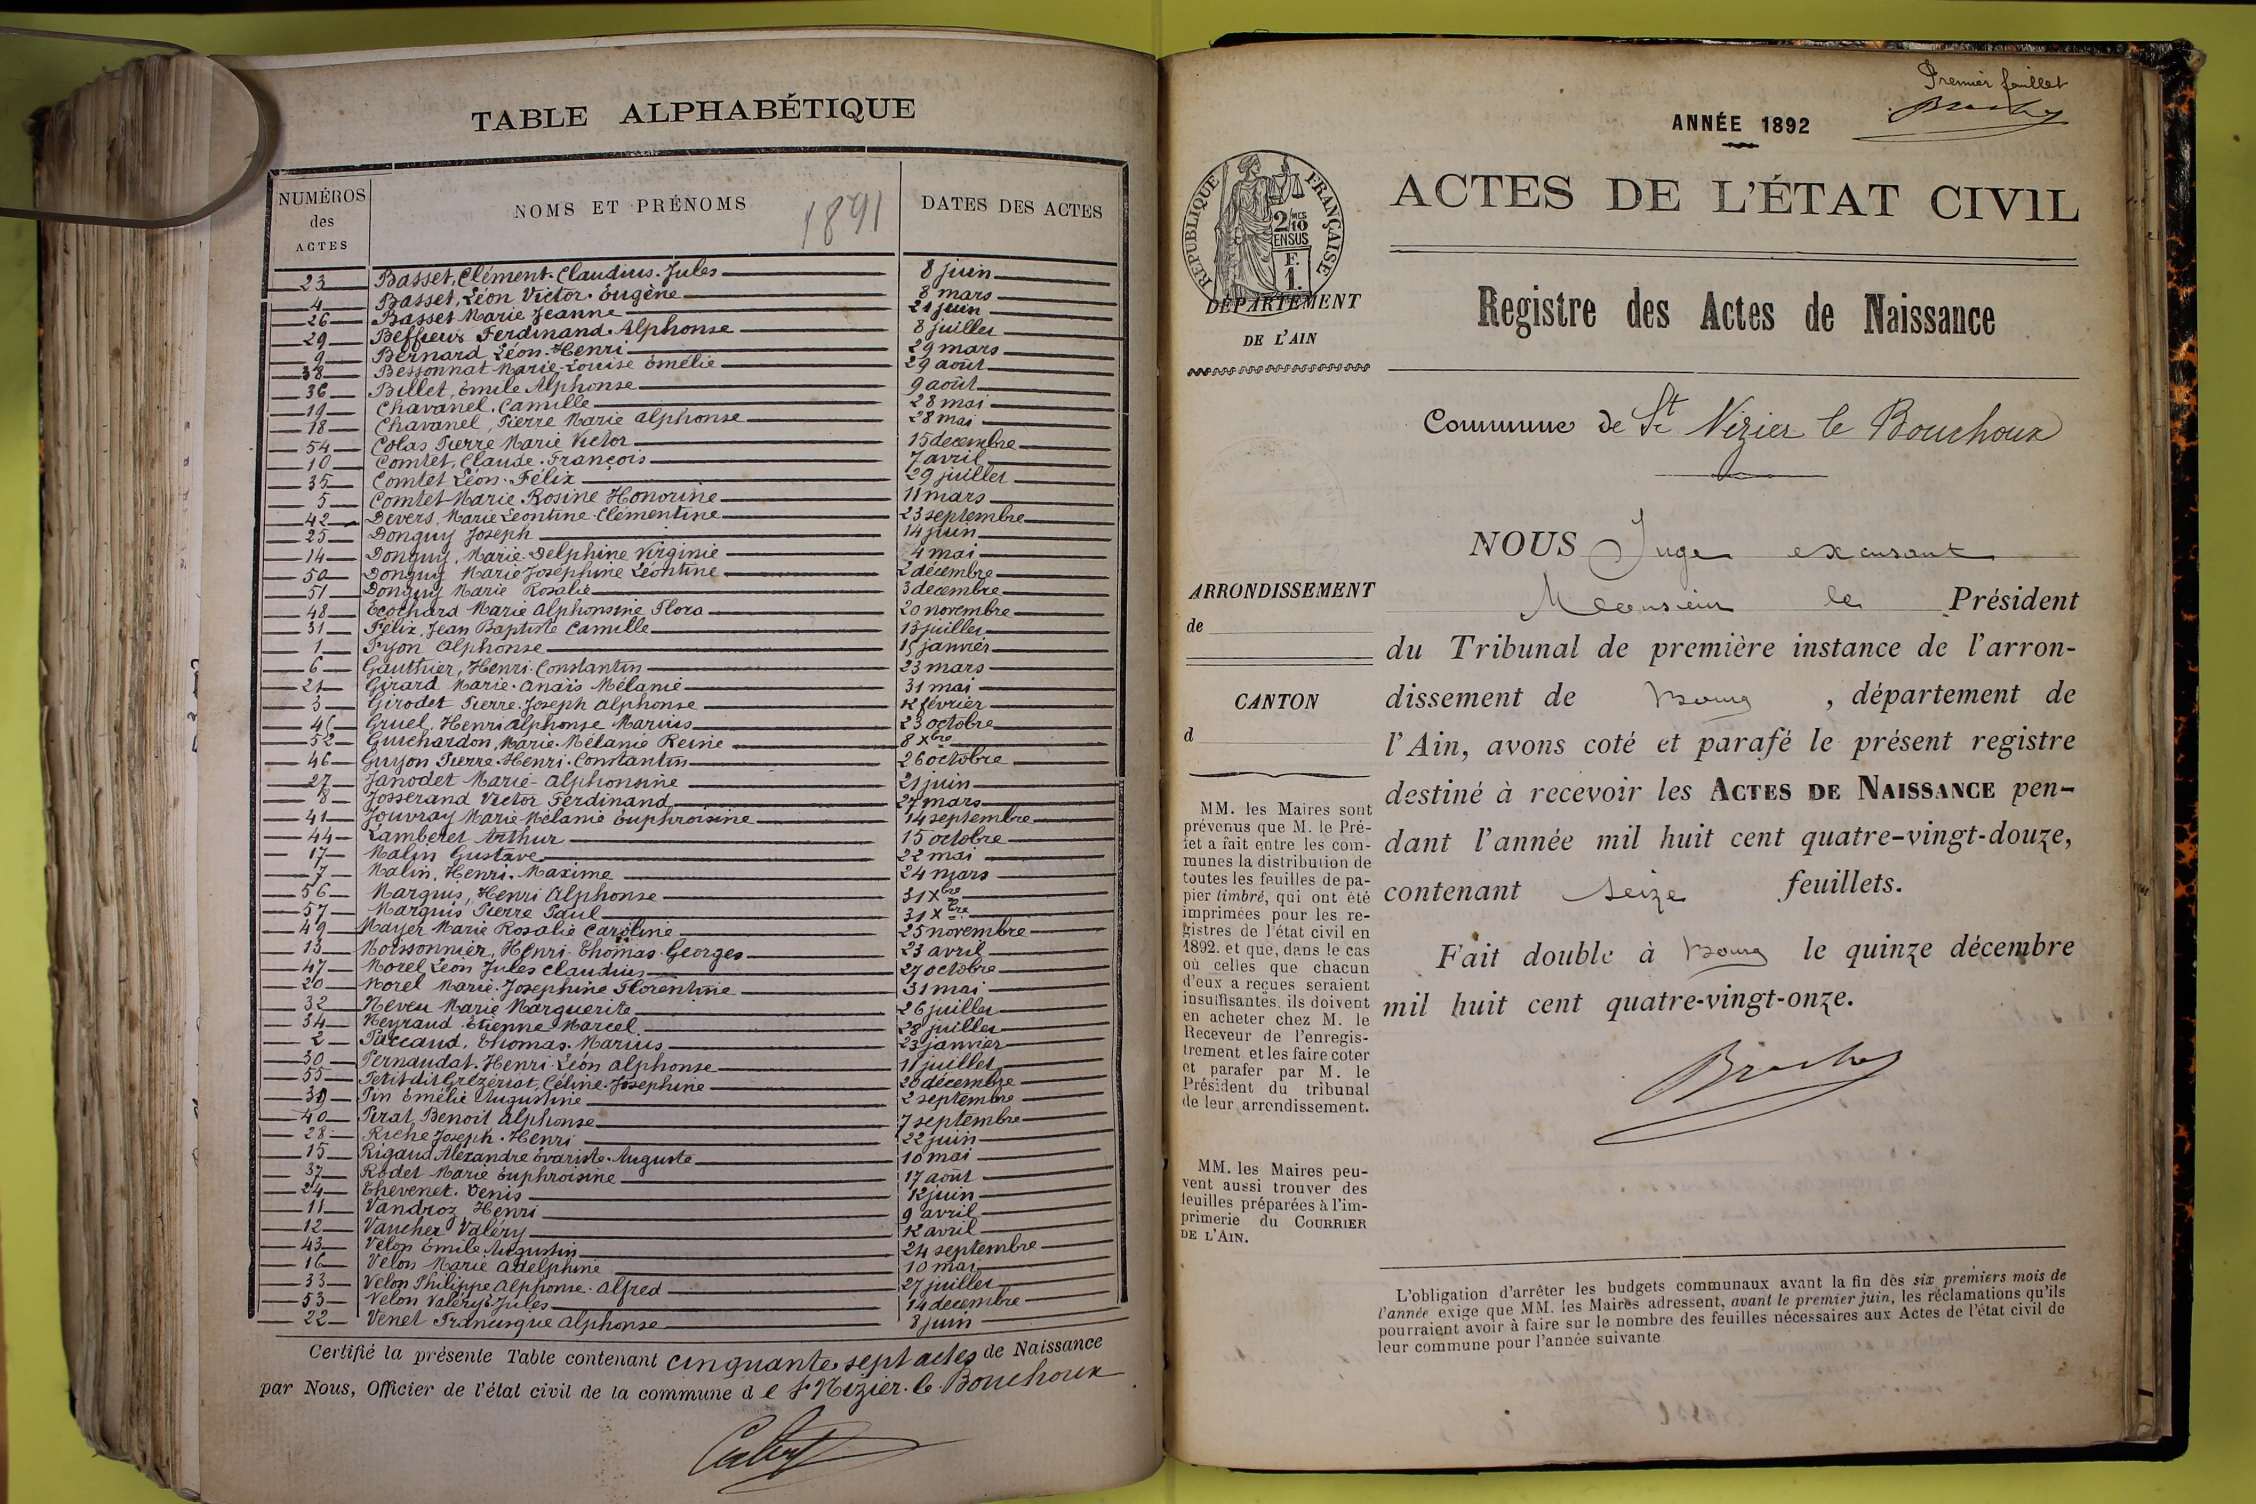 TABLE ALPHABÉTIQUE
NUMÉROS des ACTES NOMS ET PRÉNOMS 1891 DATES DES ACTES
23 Basset, Clément. Claudius. Jules 8 juin
4 Basset, Léon Victor. Eugène 8 mars
26 Basset Marie Jeanne 21 juin
29 Beffieux Ferdinand. Alphonse 8 juillet
9 Bernard Léon. Henri 29 mars
38 Bessonnat Marie. Louise Émélie 29 août
36 Billet, Émile Alphonse 9 août
19 Chavanel. Camille 28 mai
18 Chavanel, Pierre Marie alphonse 28 mai
54 Colas Pierre Marie Victor 15 decembre
10 Comtet, Claude. François 7 avril
35 Comtet Léon. Félix 29 juillet
5 Comtet Marie. Rosine Honorine 11 mars
42 Devers, Marie Léontine Clémentine 23 septembre
25 Donguy Joseph 14 juin
14 Donguy, Marie. Delphine Virginie 4 mai
50 Donguy Marie Joséphine Léontine 2 décembre
51 Donguy Marie Rosalie 3 décembre
48 Ecochard Marie Alphonsine Flora 20 novembre
31 Félix, Jean Baptiste Camille 13 juillet
1 Fyon Alphonse 15 janvier
6 Gauthier, Henri. Constantin 23 mars
21 Girard Marie. Anaïs Mélanie 31 mai
3 Girodet Pierre. Joseph alphonse 12 février
45 Gruel, Henri alphonse Marius 23 octobre
52 Guichardon, Marie. Mélanie Reine 8 Xbre
46 Guyon Pierre. Henri. Constantin 26 octobre
27 Janodet Marie- alphonsine 21 juin
8 Josserand Victor Ferdinand 27 mars
41 Jouvray Marie Mélanie Euphroisine 14 septembre
44 Lamberet Arthur 15 octobre
17 Malin Gustave 22 mai
7 Malin, Henri. Maxime 24 mars
56 Marquis, Henri Alphonse 31 Xbre
57 Marquis Pierre Paul 31 Xbre
49 Mayer Marie Rosalie Caroline 25 novembre
13 Moissonnier, Henri. Thomas. Georges 23 avril
47 Morel Léon Jules Claudius 27 octobre
20 Morel Marie. Josephine Florentine 31 mai
32 Neveu Marie Marguerite 26 juillet
34 Neyraud Étienne Marcel 28 juillet
2 Paccaud, Thomas. Marius 23 janvier
30 Pernaudat. Henri Léon alphonse 11 juillet
55 Petit dit Grézériat, Céline. Josephine 20 décembre
39 Pin Émélie Augustine 2 septembre
40 Pirat, Benoit Alphonse 7 septembre
28 Riche Joseph. Henri 22 juin
15 Rigaud Alexandre Évariste. Auguste 10 mai
37 Rodet Marie Euphroisine 17 août
24 Thevenet. Denis 12 juin
11 Vandroz Henri 9 avril
12 Vaucher Valéry 12 avril
43 Velon Émile Augustin 24 septembre
16 Velon Marie Adelphine 10 mai
33 Velon Philippe Alphonse. Alfred 27 juillet
53 Velon Valéry Jules 14 decembre
22 Venet Francisque alphonse 8 juin
Certifié la présente Table contenant cinquante sept actes de Naissance
par Nous, Officier de l'état civil de la commune de St Nizier. le Bouchoux
Premier feuillet
ANNÉE 1892
RÉPUBLIQUE FRANÇAISE
2/10 EN SUS
F. 1.
ACTES DE L'ÉTAT CIVIL
DÉPARTEMENT
DE L'AIN
Registre des Actes de Naissance
Commune de St Nizier le Bouchoux
NOUS Juge excusant
Monsieur le Président
du Tribunal de première instance de l'arron-
dissement de Bourg, département de
l'Ain, avons coté et parafé le présent registre
destiné à recevoir les ACTES DE NAISSANCE pen-
dant l'année mil huit cent quatre-vingt-douze,
contenant seize feuillets.
Fait double à Bourg le quinze décembre
mil huit cent quatre-vingt-onze.
ARRONDISSEMENT
de
CANTON
d
MM. les Maires sont
prévenus que M. le Pré-
fet a fait entre les com-
munes la distribution de
toutes les feuilles de pa-
pier timbré, qui ont été
imprimées pour les re-
gistres de l'état civil en
1892. et que, dans le cas
où celles que chacun
d'eux a reçues seraient
insuffisantes, ils doivent
en acheter chez M. le
Receveur de l'enregis-
trement et les faire coter
et parafer par M. le
Président du tribunal
de leur arrondissement.
MM. les Maires peu-
vent aussi trouver des
feuilles préparées à l'im-
primerie du COURRIER
DE L'AIN.
L'obligation d'arrêter les budgets communaux avant la fin des six premiers mois de
l'année exige que MM. les Maires adressent, avant le premier juin, les réclamations qu'ils
pourraient avoir à faire sur le nombre des feuilles nécessaires aux Actes de l'état civil de
leur commune pour l'année suivante